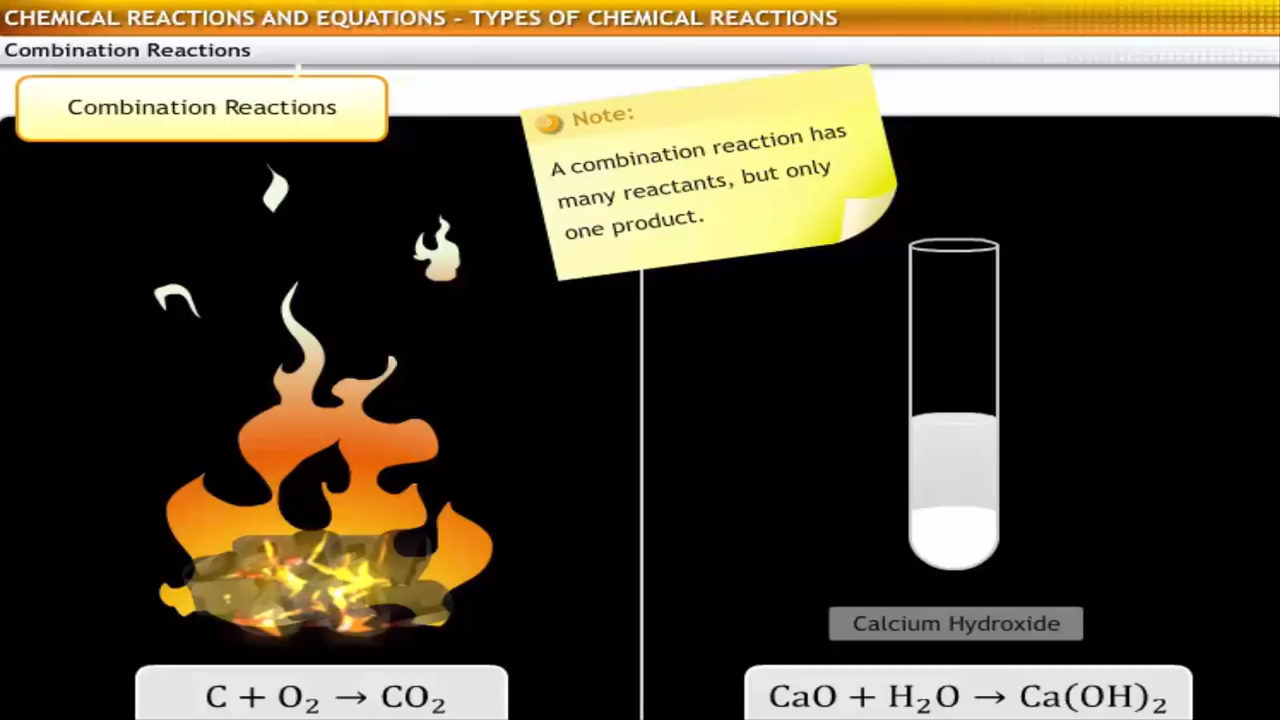 CHEMICAL REACTIONS AND EQUATIONS – TYPES OF CHEMICAL REACTIONS
Combination Reactions
Combination Reactions
Note:
A combination reaction has
many reactants, but only
one product.
Calcium Hydroxide
C + O₂ → CO₂
CaO + H₂O → Ca(OH)₂